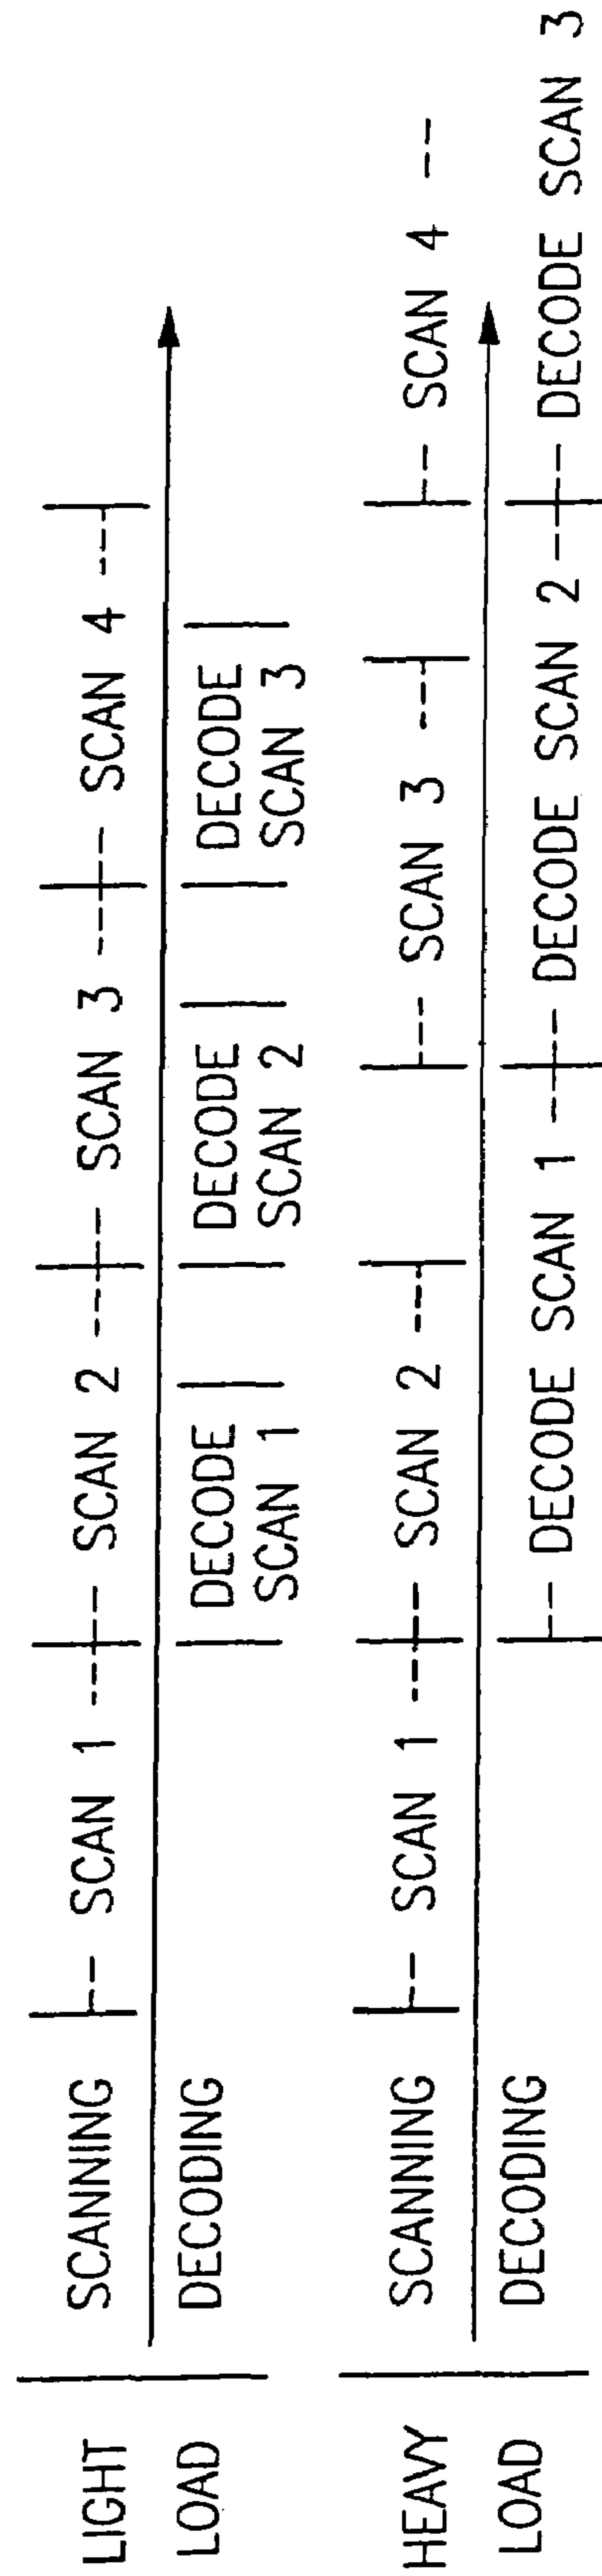 LIGHT LOAD
SCANNING
SCAN 1 SCAN 2 SCAN 3 SCAN 4
DECODING
DECODE SCAN 1
DECODE SCAN 2
DECODE SCAN 3
HEAVY LOAD
SCANNING
SCAN 1 SCAN 2 SCAN 3 SCAN 4
DECODING
DECODE SCAN 1 DECODE SCAN 2 DECODE SCAN 3